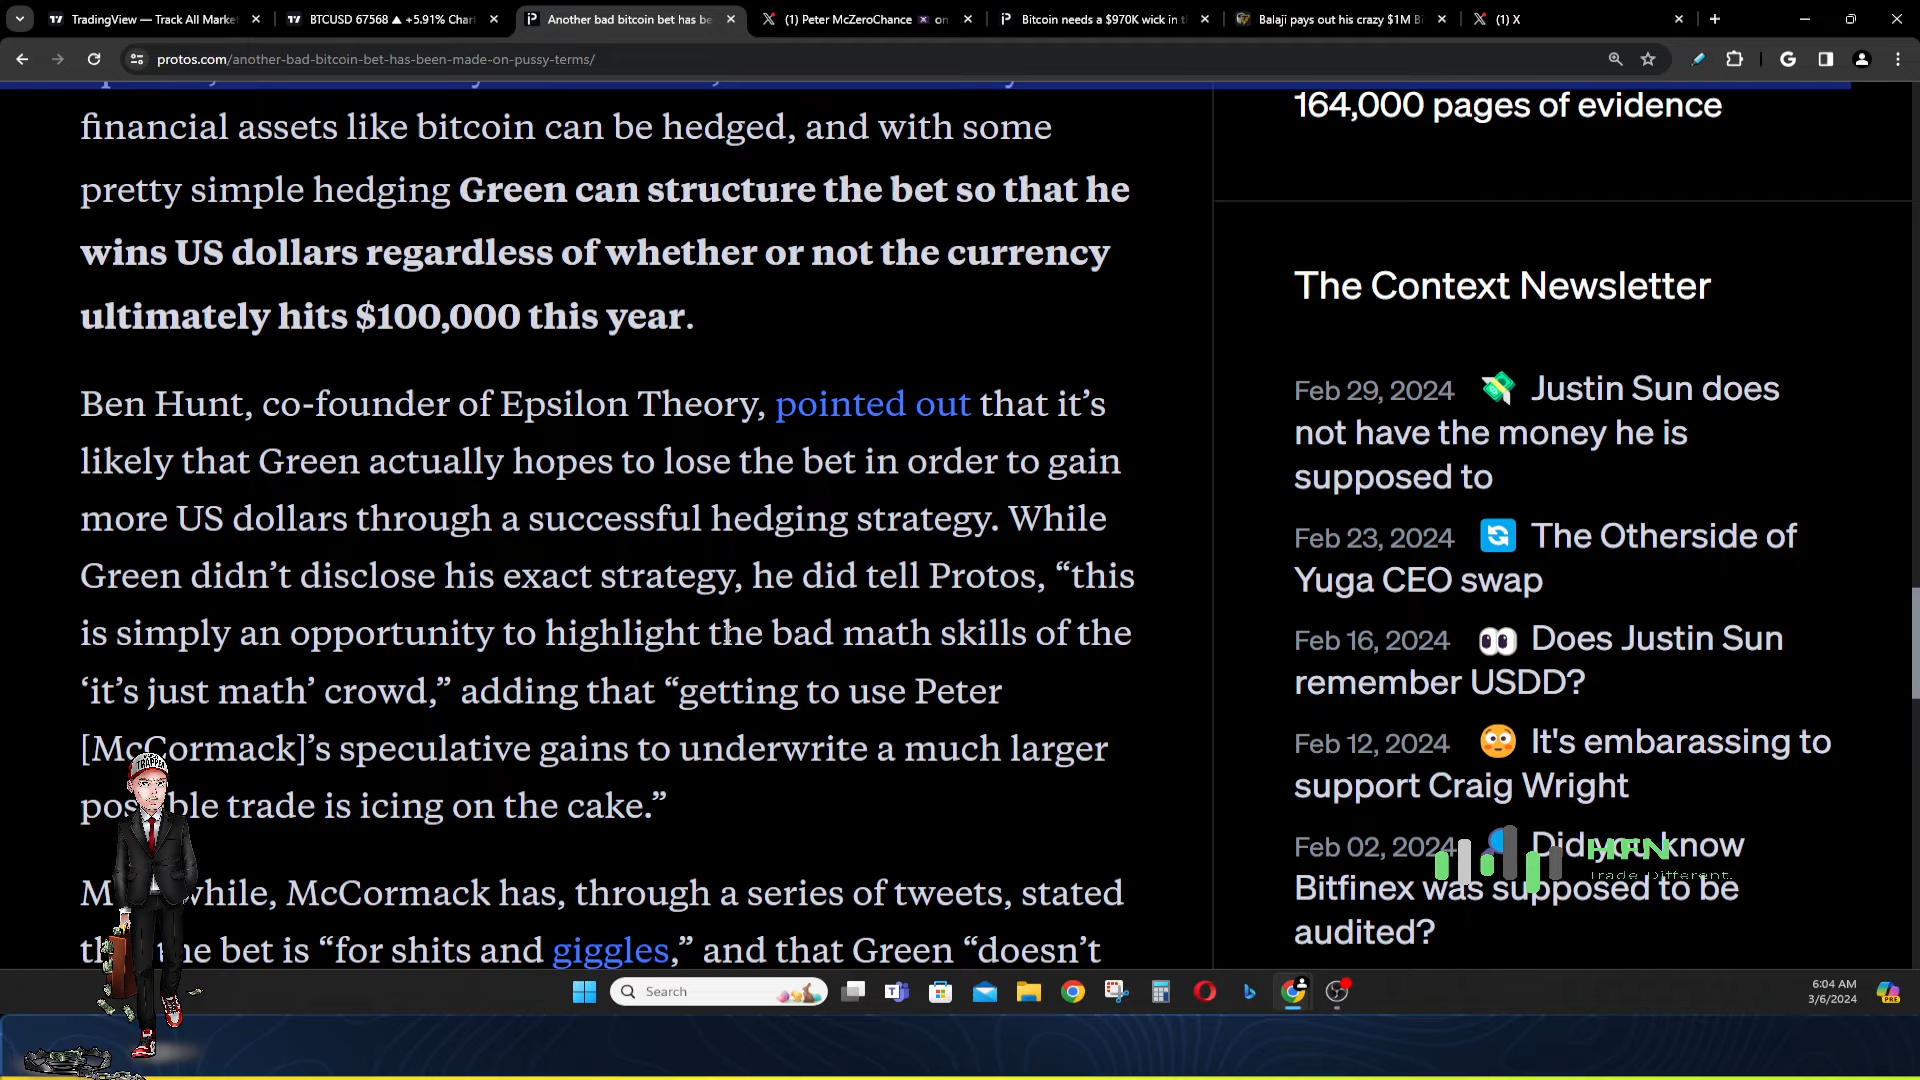 TradingView — Track All Marke
BTCUSD 67568 ▲ +5.91% Char
Another bad bitcoin bet has be
(1) Peter McZeroChance on
Bitcoin needs a $970K wick in t
Balaji pays out his crazy $1M B
(1) X
protos.com/another-bad-bitcoin-bet-has-been-made-on-pussy-terms/
financial assets like bitcoin can be hedged, and with some
pretty simple hedging Green can structure the bet so that he
wins US dollars regardless of whether or not the currency
ultimately hits $100,000 this year.
Ben Hunt, co-founder of Epsilon Theory, pointed out that it’s
likely that Green actually hopes to lose the bet in order to gain
more US dollars through a successful hedging strategy. While
Green didn’t disclose his exact strategy, he did tell Protos, “this
is simply an opportunity to highlight the bad math skills of the
‘it’s just math’ crowd,” adding that “getting to use Peter
[McCormack]’s speculative gains to underwrite a much larger
possible trade is icing on the cake.”
while, McCormack has, through a series of tweets, stated
the bet is “for shits and giggles,” and that Green “doesn’t
164,000 pages of evidence
The Context Newsletter
Feb 29, 2024 💸 Justin Sun does
not have the money he is
supposed to
Feb 23, 2024 🔄 The Otherside of
Yuga CEO swap
Feb 16, 2024 👀 Does Justin Sun
remember USDD?
Feb 12, 2024 😳 It's embarassing to
support Craig Wright
Feb 02, 2024 Did you know
Bitfinex was supposed to be
audited?
HFN
Trade Different.
TRAPPER
Search
6:04 AM
3/6/2024
PRE